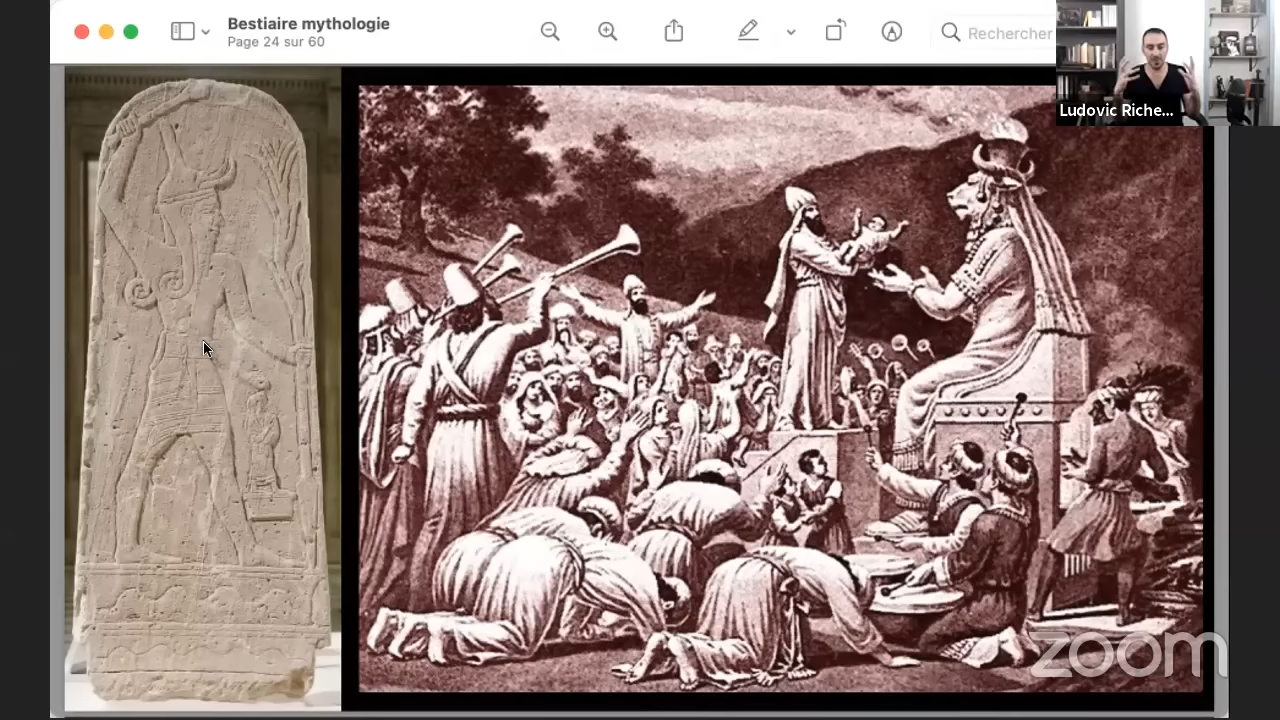 Bestiaire mythologie
Page 24 sur 60
Rechercher
Ludovic Riche...
zoom